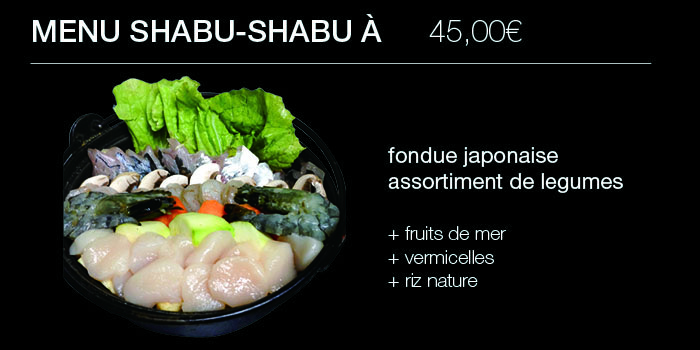 MENU SHABU-SHABU À 45,00€
fondue japonaise
assortiment de legumes
+ fruits de mer
+ vermicelles
+ riz nature